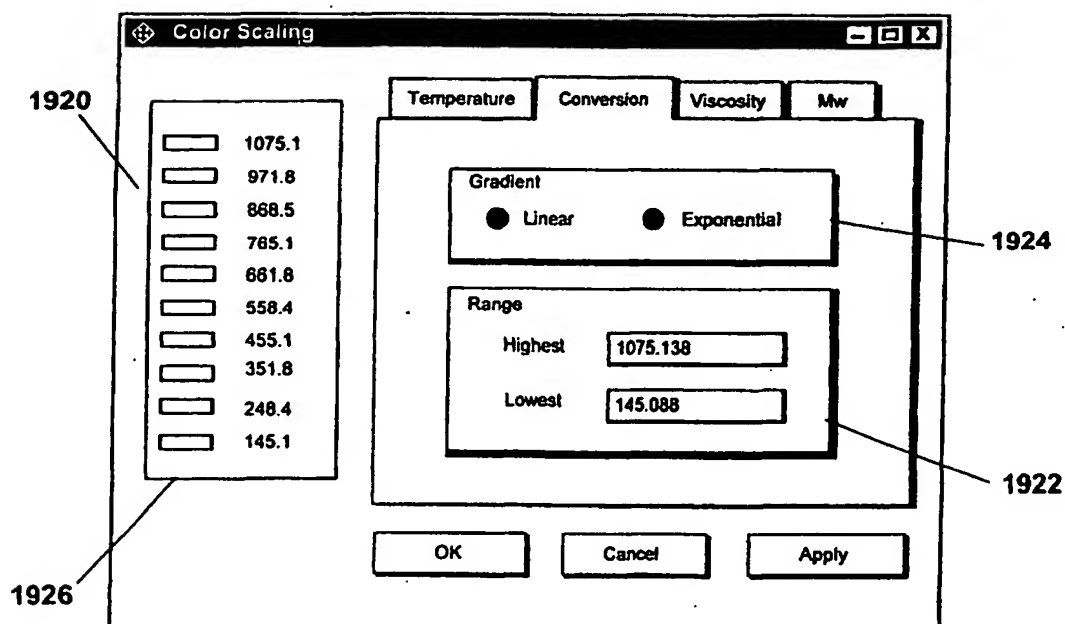 Color Scaling
1920
1075.1
971.8
868.5
765.1
661.8
558.4
455.1
351.8
248.4
145.1
1926
Temperature Conversion Viscosity Mw
Gradient
Linear Exponential
1924
Range
Highest 1075.138
Lowest 145.088
1922
OK Cancel Apply